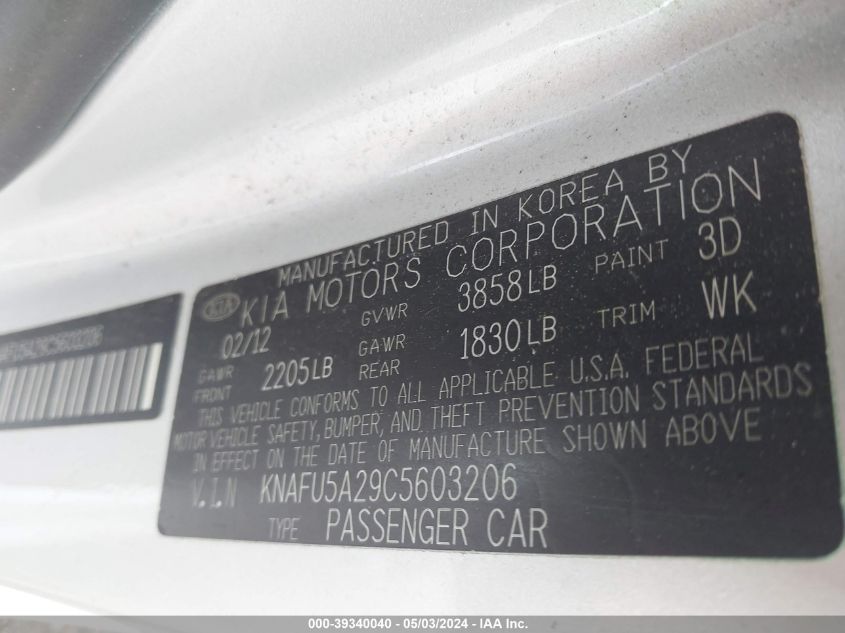 MANUFACTURED IN KOREA BY
KIA KIA MOTORS CORPORATION
02/12 GVWR 3858LB PAINT 3D
GAWR FRONT 2205LB GAWR REAR 1830LB TRIM WK
THIS VEHICLE CONFORMS TO ALL APPLICABLE U.S.A. FEDERAL
MOTOR VEHICLE SAFETY, BUMPER, AND THEFT PREVENTION STANDARDS
IN EFFECT ON THE DATE OF MANUFACTURE SHOWN ABOVE
V.I.N KNAFU5A29C5603206
TYPE PASSENGER CAR
000-39340040 - 05/03/2024 - IAA Inc.